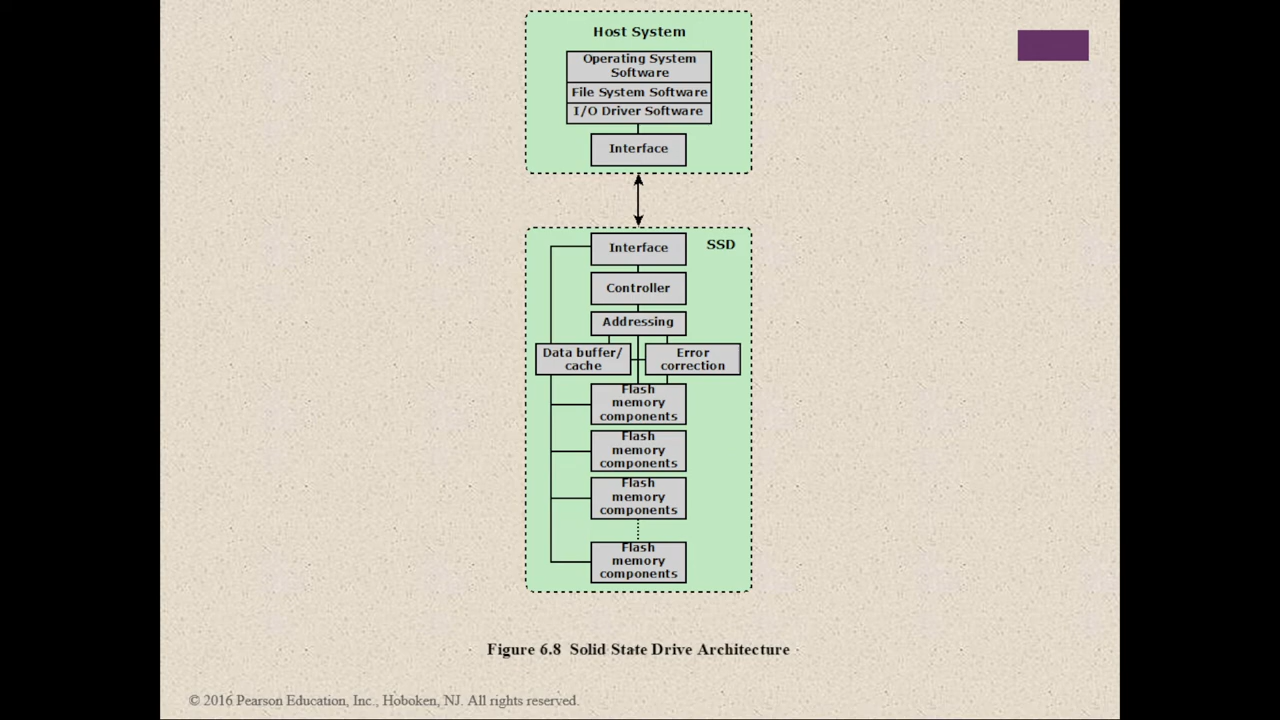 Host System
Operating System
Software
File System Software
I/O Driver Software
Interface
Interface
SSD
Controller
Addressing
Data buffer/
cache
Error
correction
Flash
memory
components
Flash
memory
components
Flash
memory
components
Flash
memory
components
Figure 6.8 Solid State Drive Architecture
© 2016 Pearson Education, Inc., Hoboken, NJ. All rights reserved.